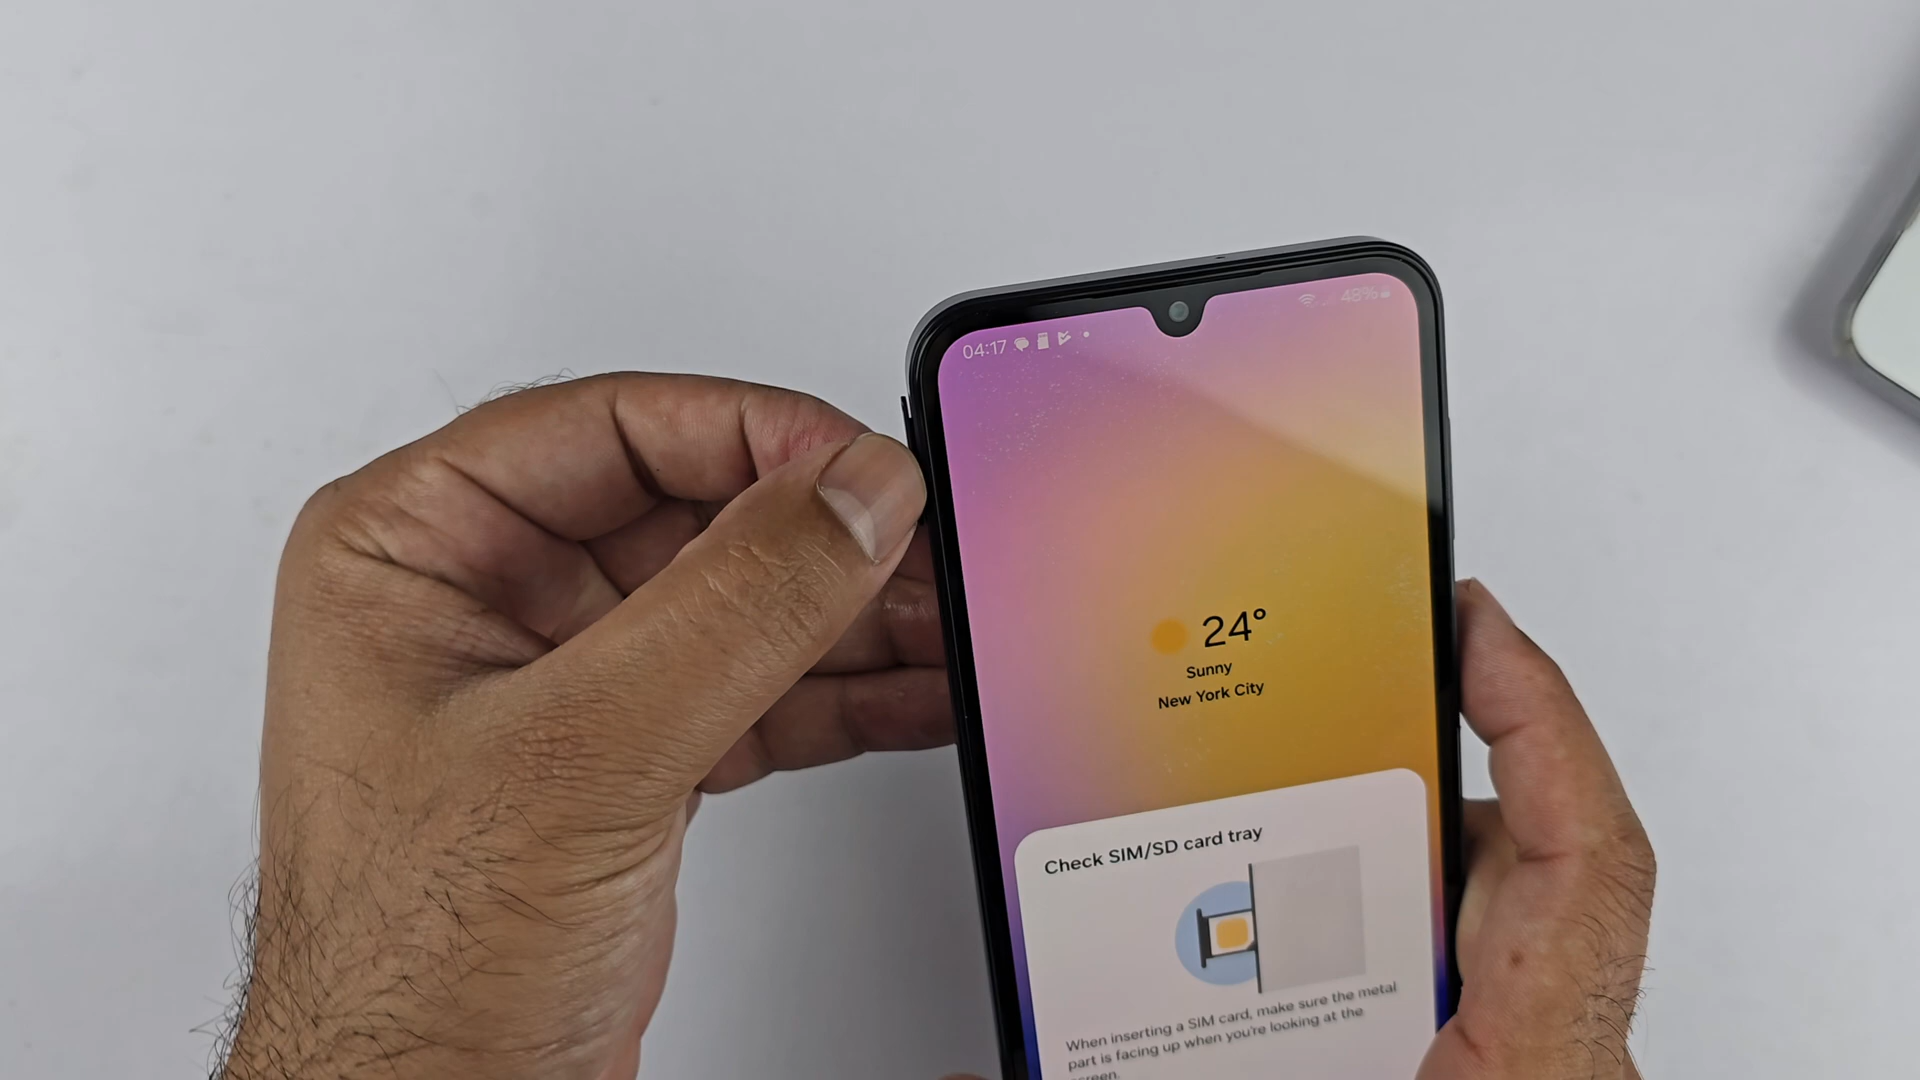 04:17
48%
24°
Sunny
New York City
Check SIM/SD card tray
When inserting a SIM card, make sure the metal
part is facing up when you're looking at the
screen.